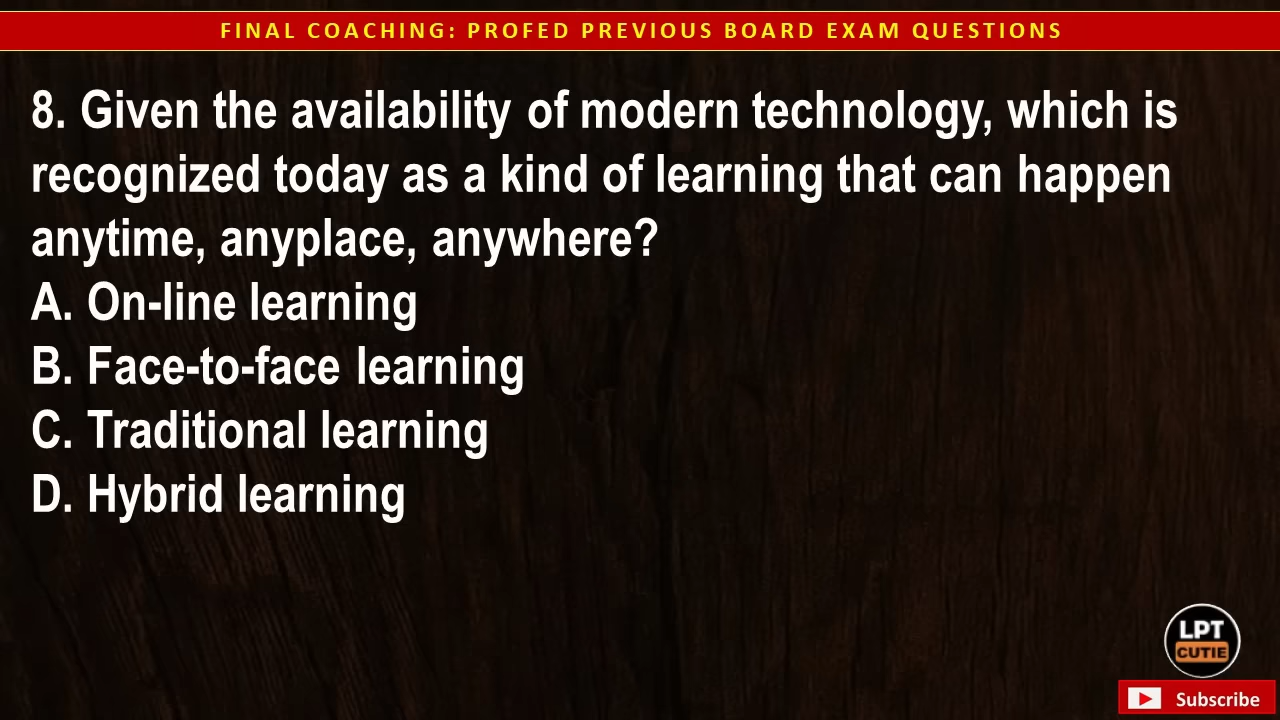 FINAL COACHING: PROFED PREVIOUS BOARD EXAM QUESTIONS
8. Given the availability of modern technology, which is
recognized today as a kind of learning that can happen
anytime, anyplace, anywhere?
A. On-line learning
B. Face-to-face learning
C. Traditional learning
D. Hybrid learning
LPT
CUTIE
Subscribe